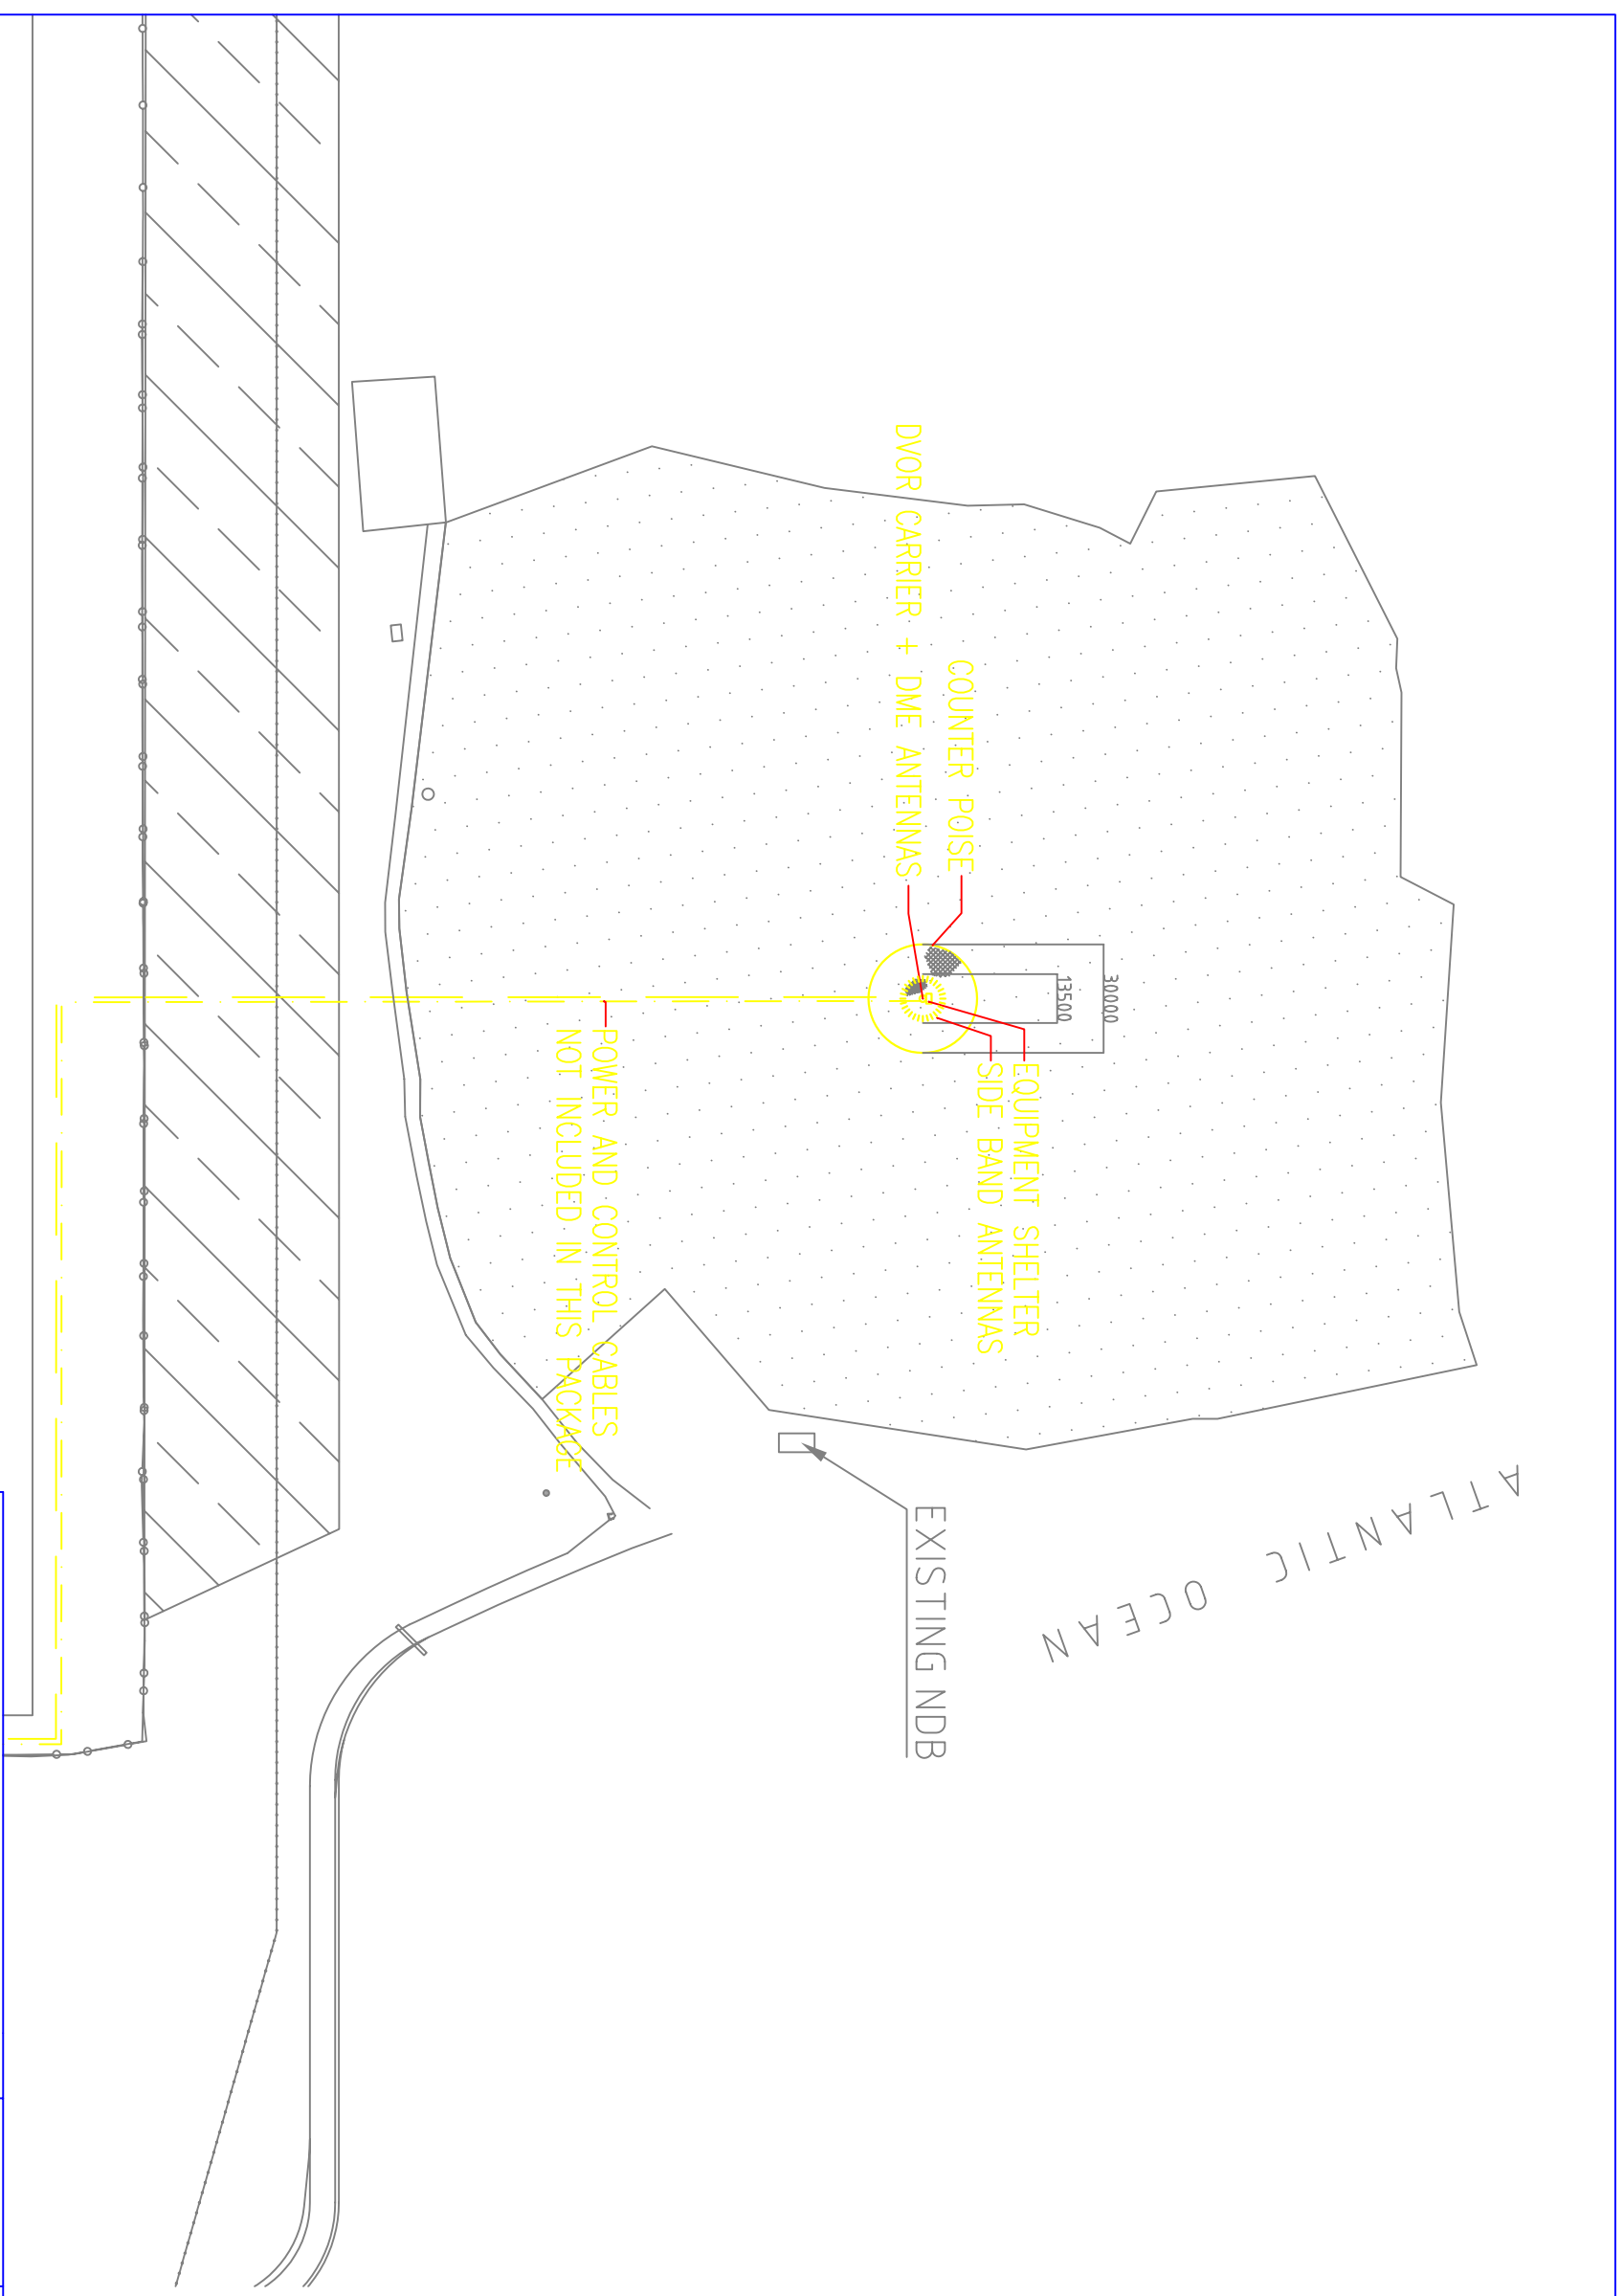 ATLANTIC OCEAN
30000
13500
EQUIPMENT SHELTER
SIDE BAND ANTENNAS
COUNTER POISE
DVOR CARRIER + DME ANTENNAS
EXISTING NDB
POWER AND CONTROL CABLES
NOT INCLUDED IN THIS PACKAGE